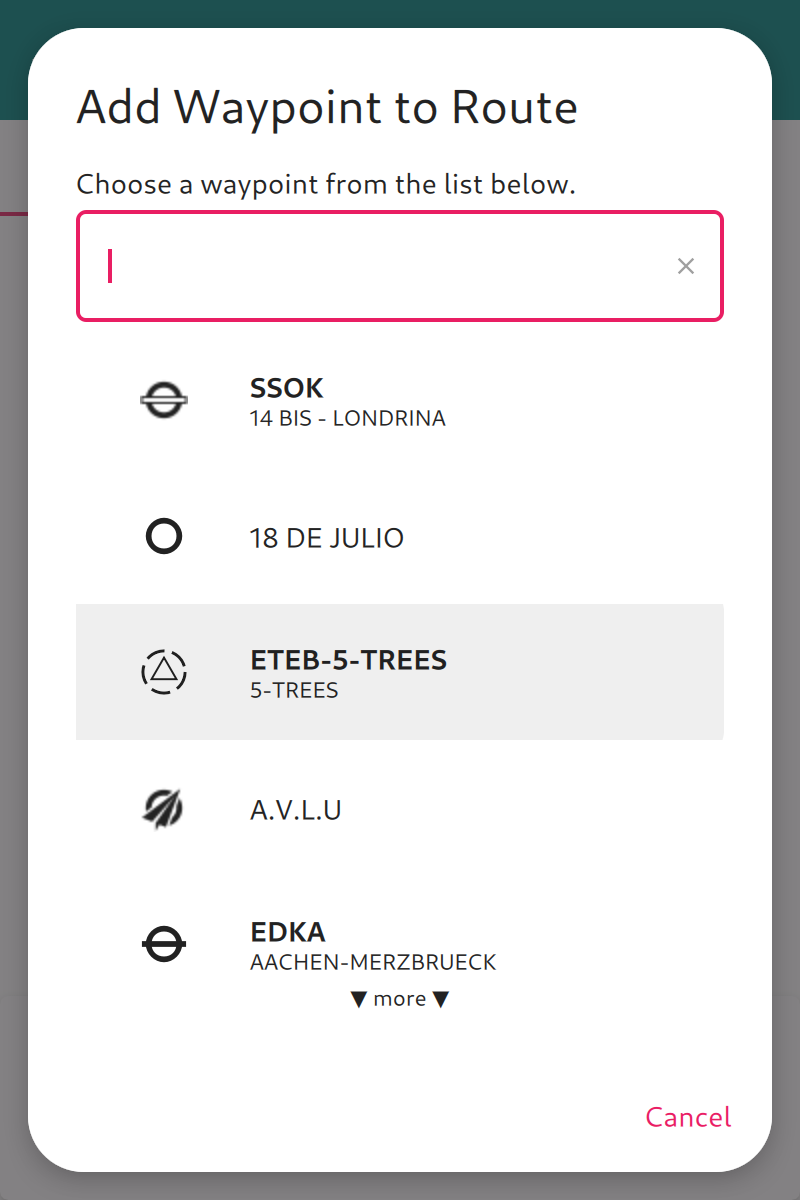 Add Waypoint to Route
Choose a waypoint from the list below.
SSOK
14 BIS - LONDRINA
18 DE JULIO
ETEB-5-TREES
5-TREES
A.V.L.U
EDKA
AACHEN-MERZBRUECK
▼ more ▼
Cancel